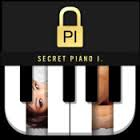 PI
SECRET PIANO I.